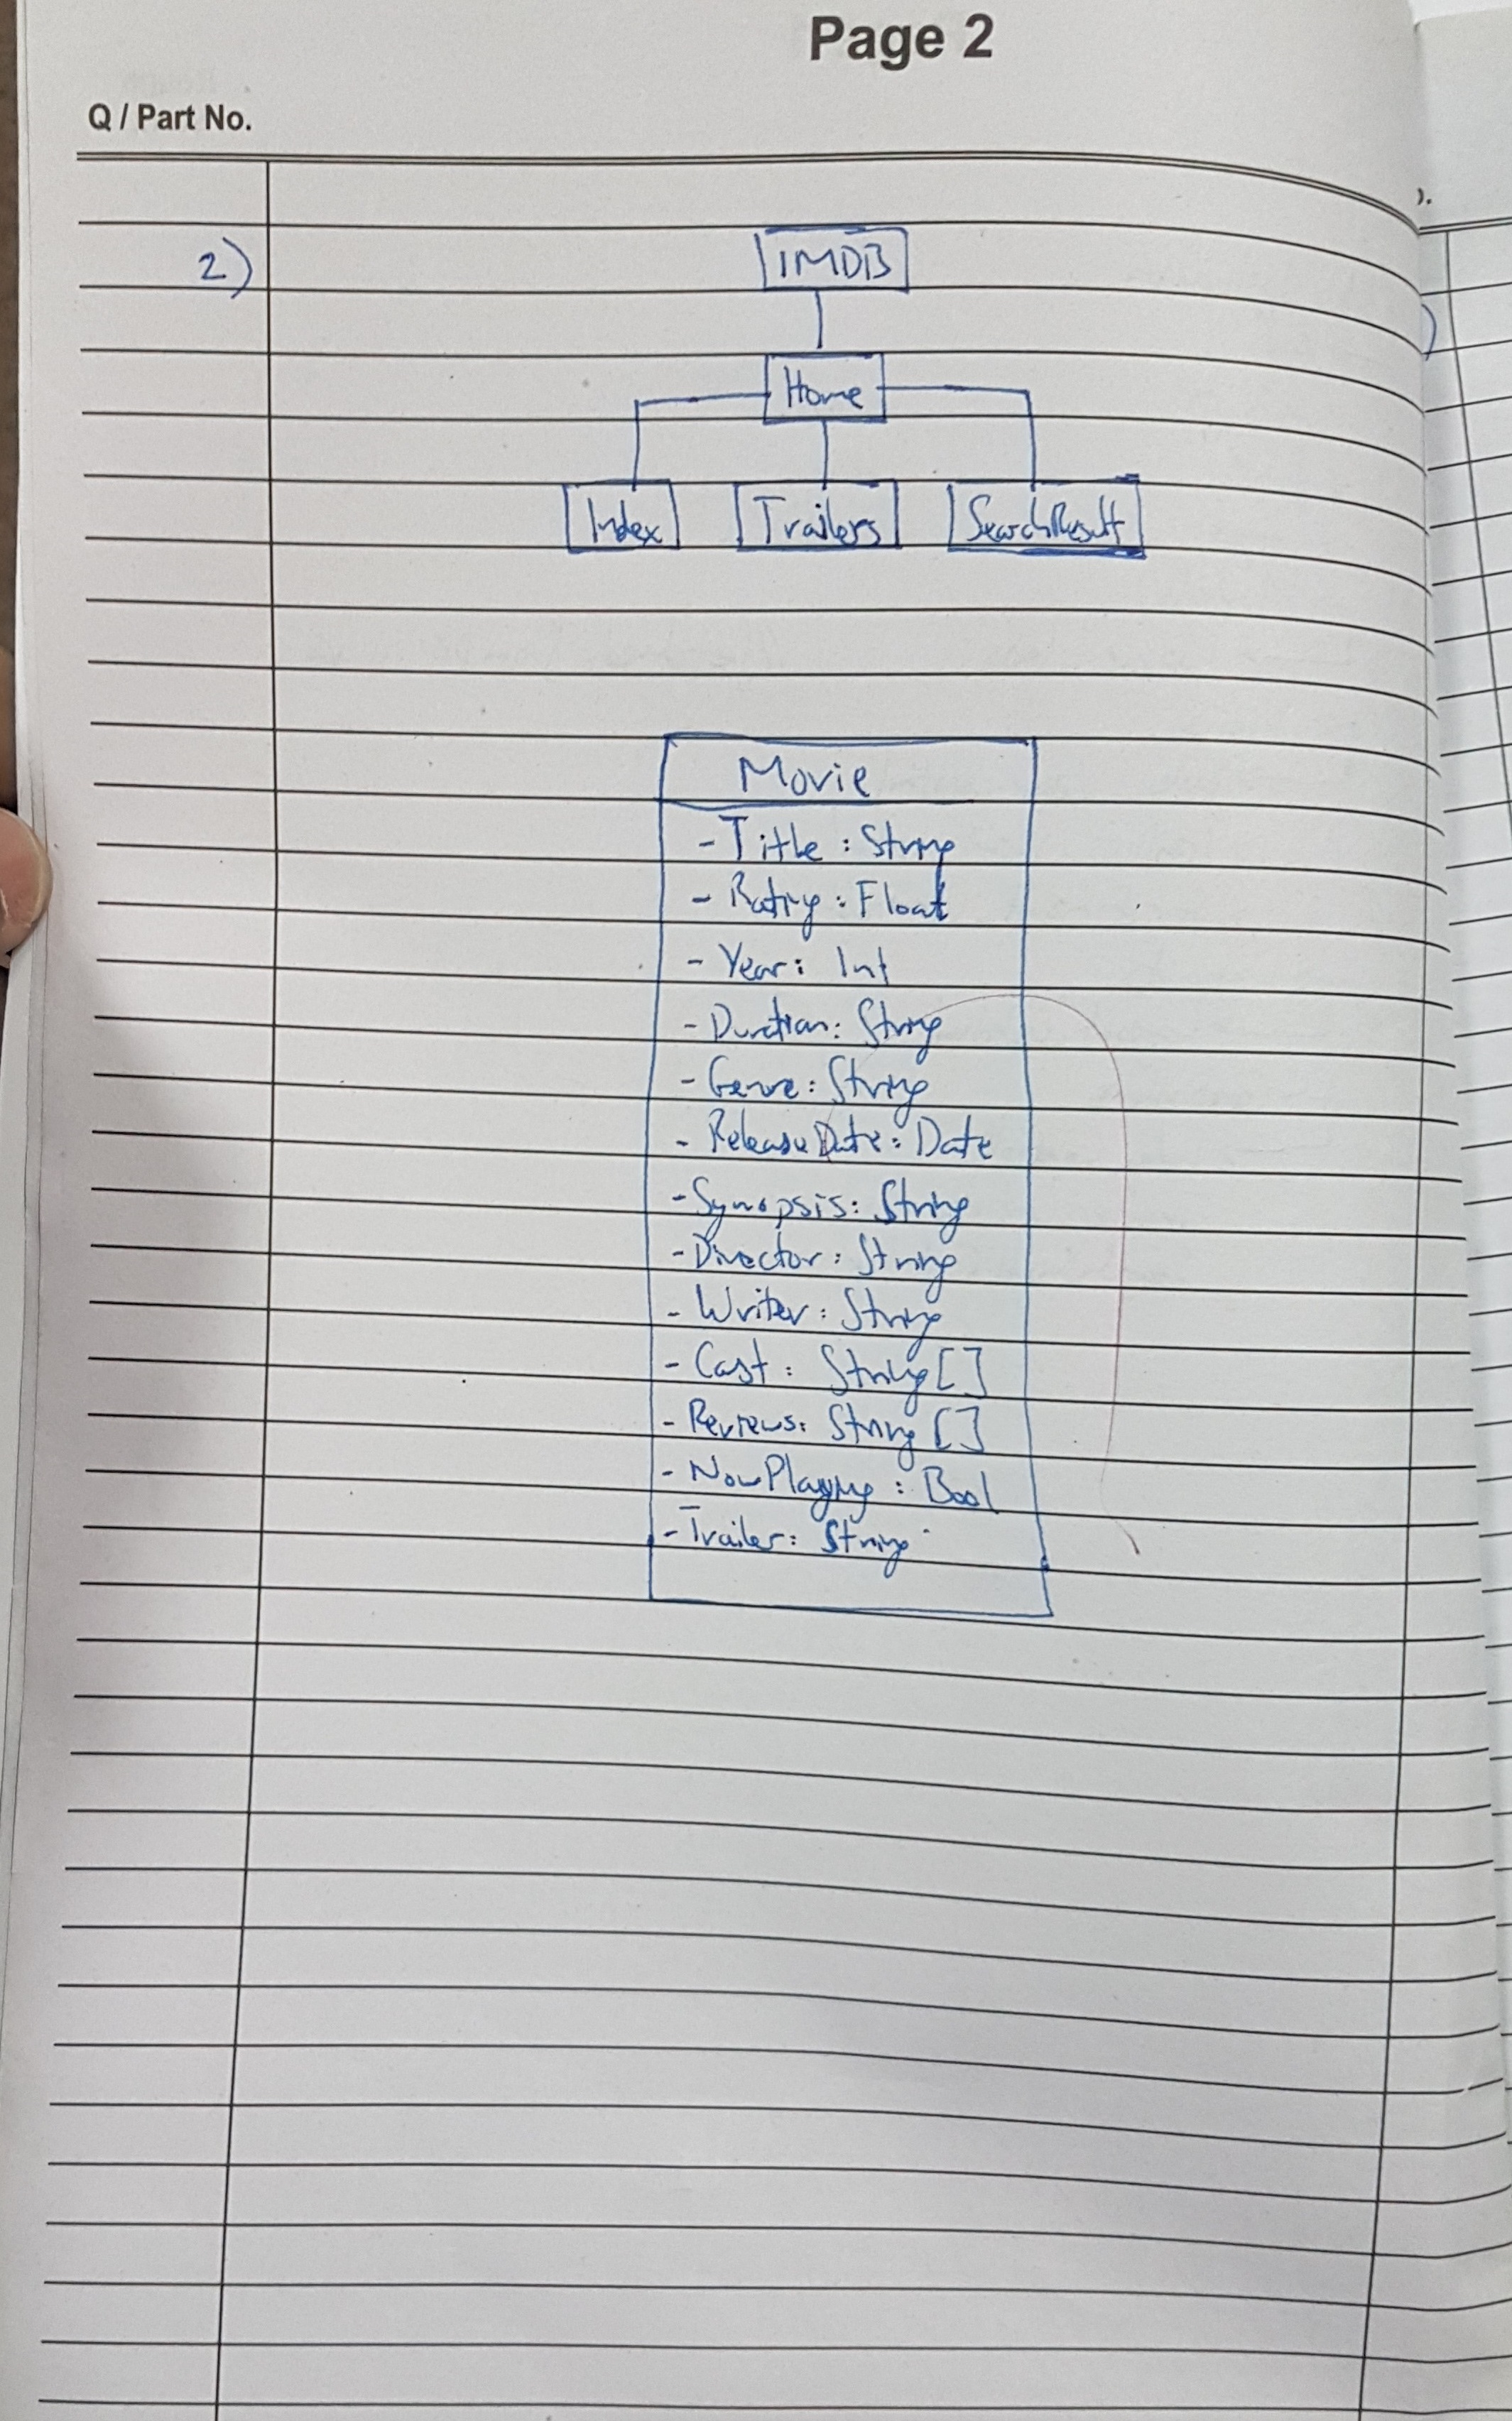 Page 2
Q / Part No.
2)
IMDB
Home
Index Trailers SearchResult
Movie
- Title : String
- Rating : Float
- Year : Int
- Duration : String
- Genre : String
- ReleaseDate : Date
- Synopsis : String
- Director : String
- Writer : String
- Cast : String []
- Reviews : String []
- NowPlaying : Bool
- Trailer : String